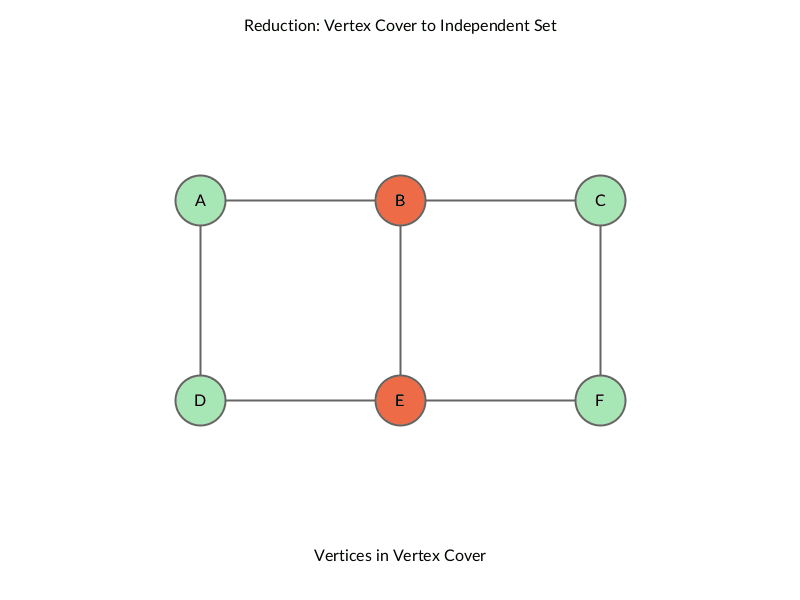 Reduction: Vertex Cover to Independent Set
A B C
D E F
Vertices in Vertex Cover